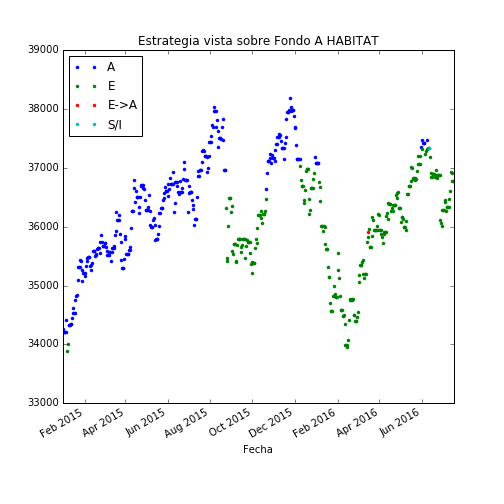 Estrategia vista sobre Fondo A HABITAT
39000
38000
37000
36000
35000
34000
33000
A
E
E->A
S/I
Feb 2015
Apr 2015
Jun 2015
Aug 2015
Oct 2015
Dec 2015
Feb 2016
Apr 2016
Jun 2016
Fecha